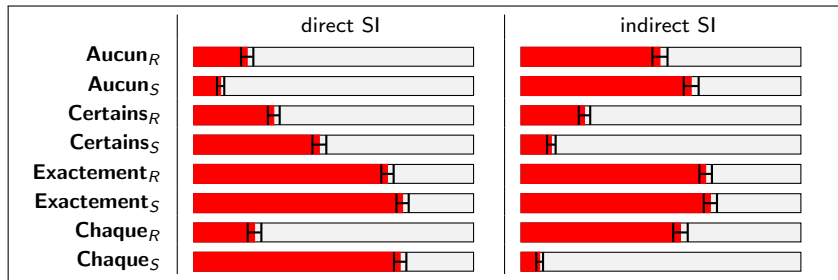 direct SI indirect SI
Aucun_R
Aucun_S
Certains_R
Certains_S
Exactement_R
Exactement_S
Chaque_R
Chaque_S